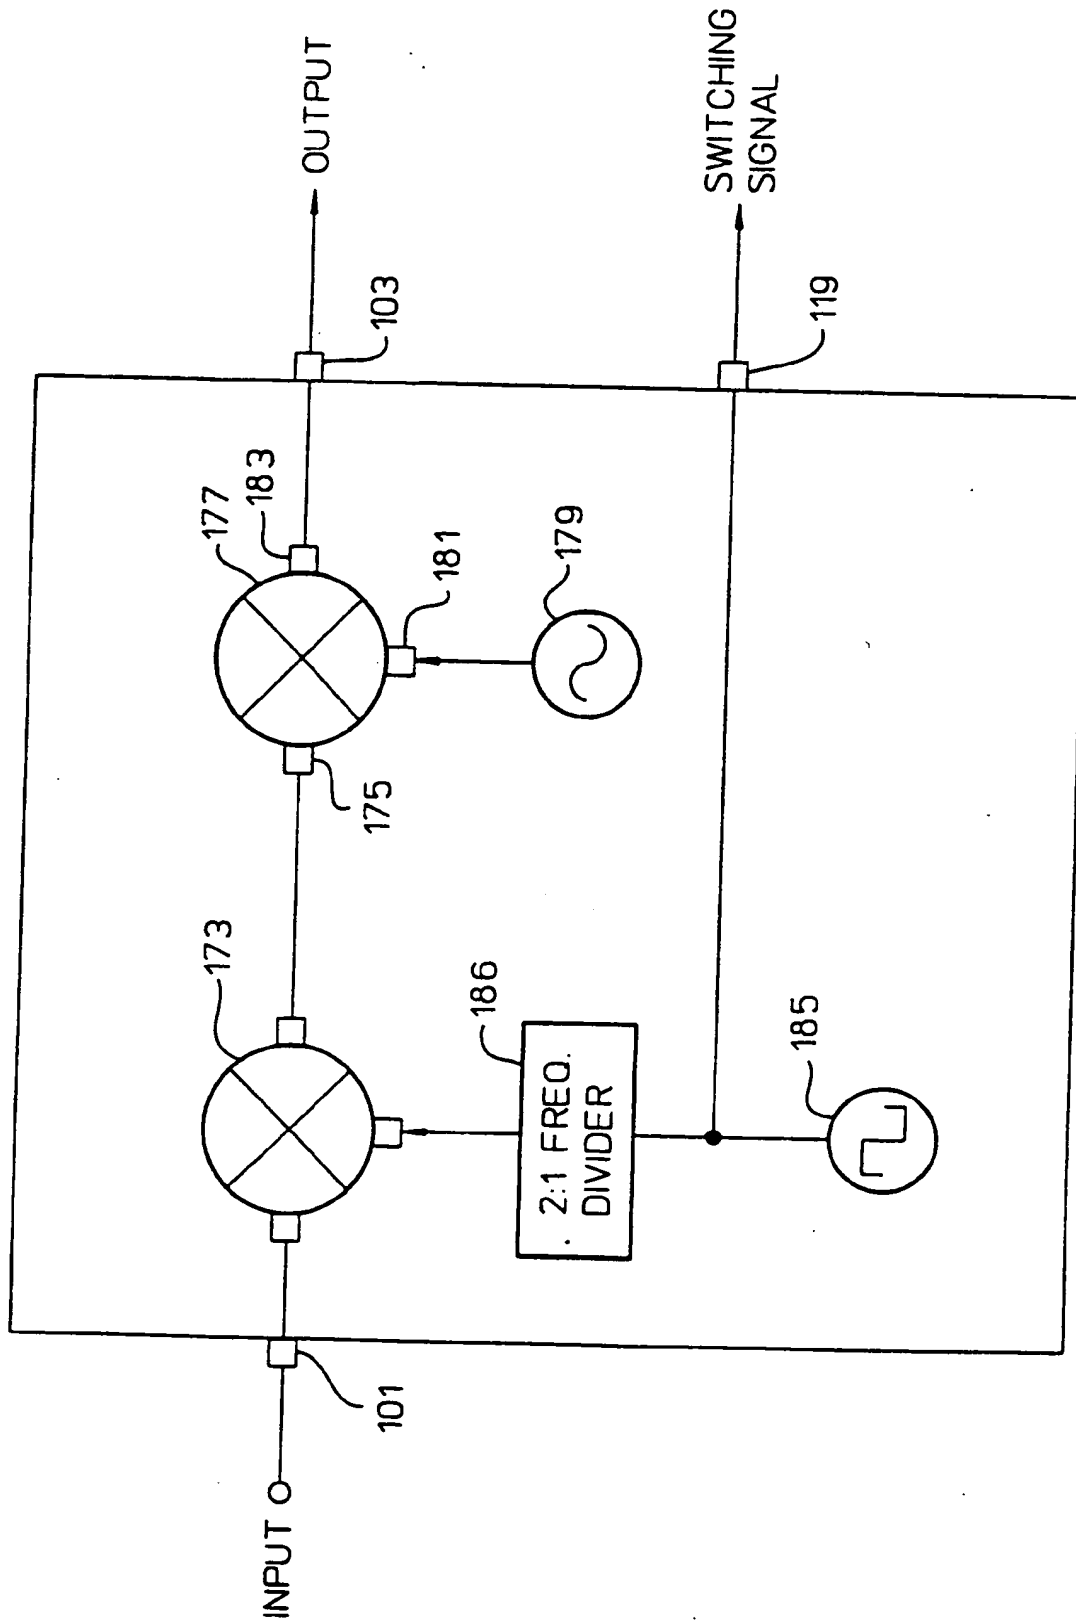 INPUT
101
173
175
177
183
103
OUTPUT
181
179
186
2:1 FREQ.
DIVIDER
185
119
SWITCHING
SIGNAL